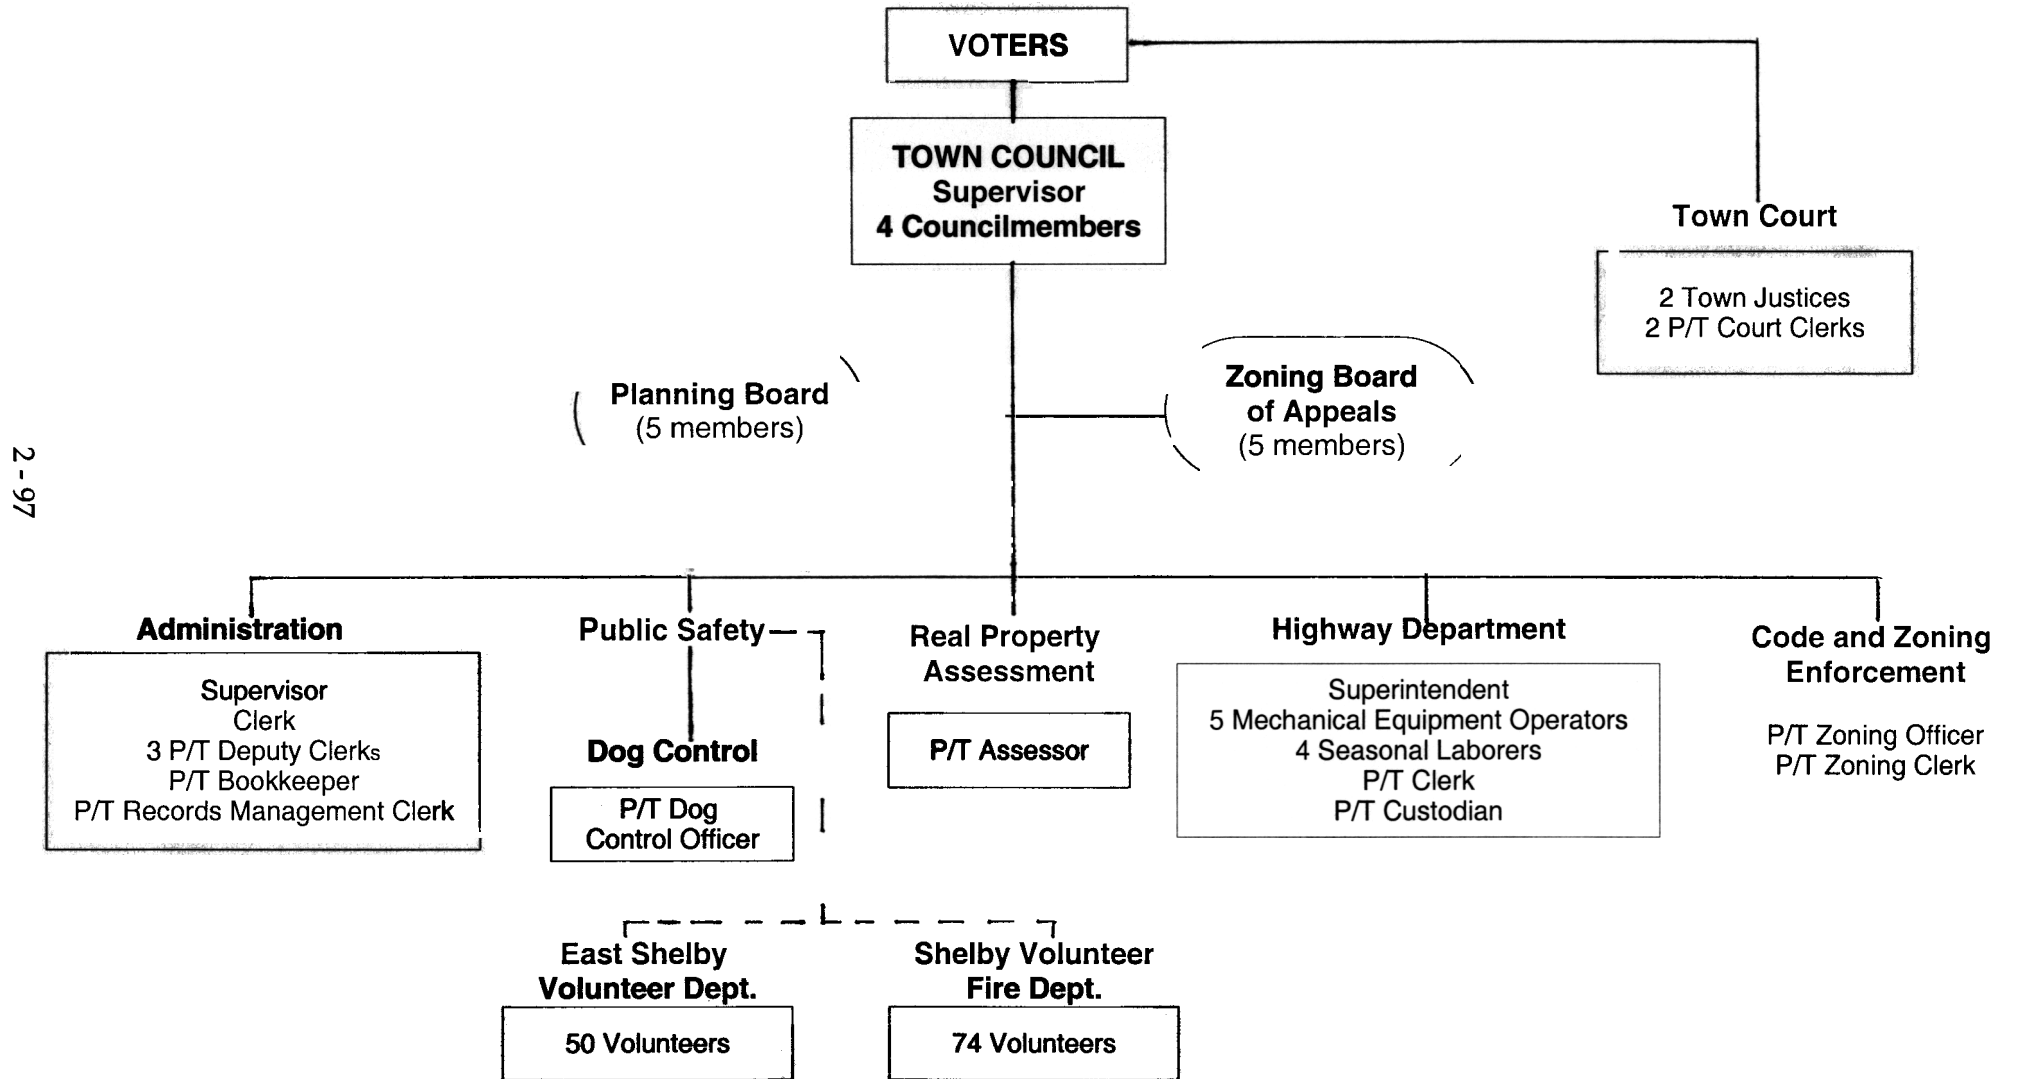 VOTERS
TOWN COUNCIL
Supervisor
4 Councilmembers
Town Court
2 Town Justices
2 P/T Court Clerks
Planning Board
(5 members)
Zoning Board
of Appeals
(5 members)
2-97
Administration
Supervisor
Clerk
3 P/T Deputy Clerks
P/T Bookkeeper
P/T Records Management Clerk
Public Safety
Dog Control
P/T Dog
Control Officer
Real Property
Assessment
P/T Assessor
Highway Department
Superintendent
5 Mechanical Equipment Operators
4 Seasonal Laborers
P/T Clerk
P/T Custodian
Code and Zoning
Enforcement
P/T Zoning Officer
P/T Zoning Clerk
East Shelby
Volunteer Dept.
50 Volunteers
Shelby Volunteer
Fire Dept.
74 Volunteers